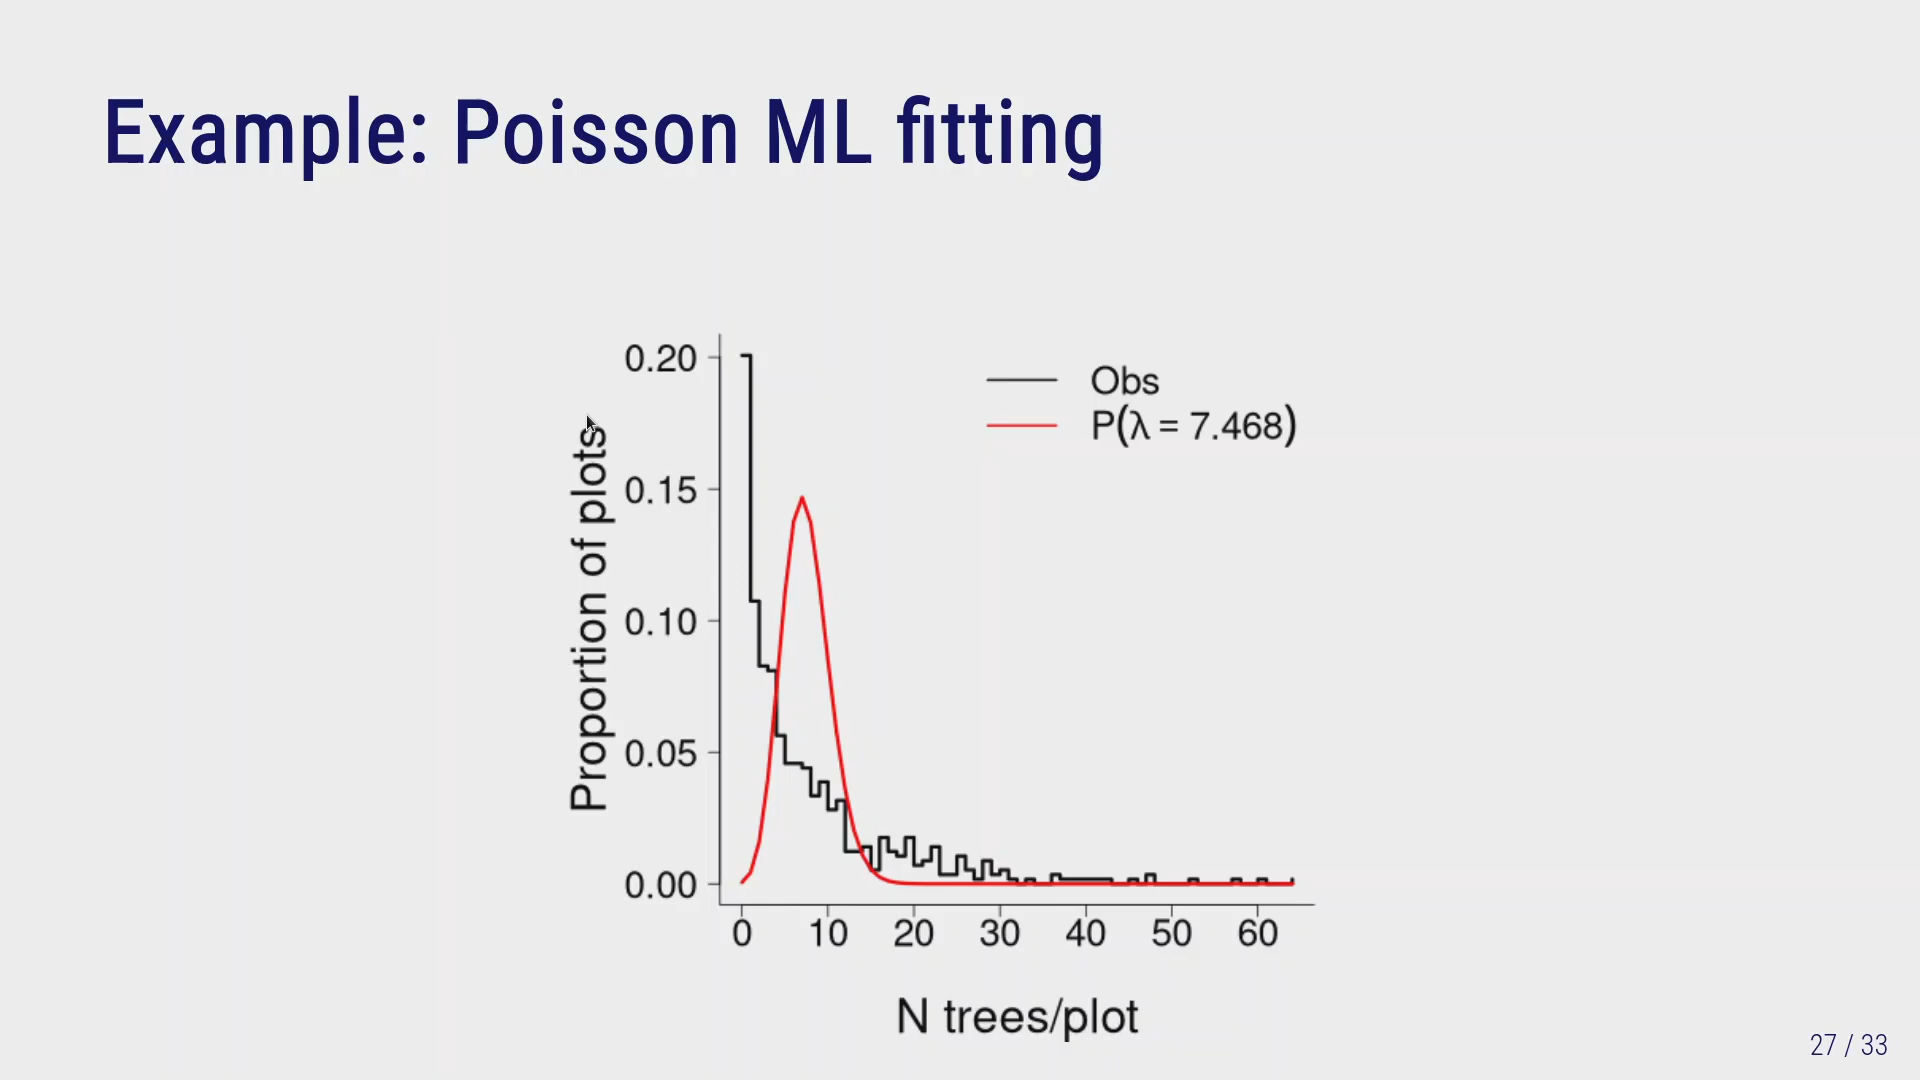 Example: Poisson ML fitting
Obs
P(λ = 7.468)
Proportion of plots
0.20
0.15
0.10
0.05
0.00
0 10 20 30 40 50 60
N trees/plot
27 / 33